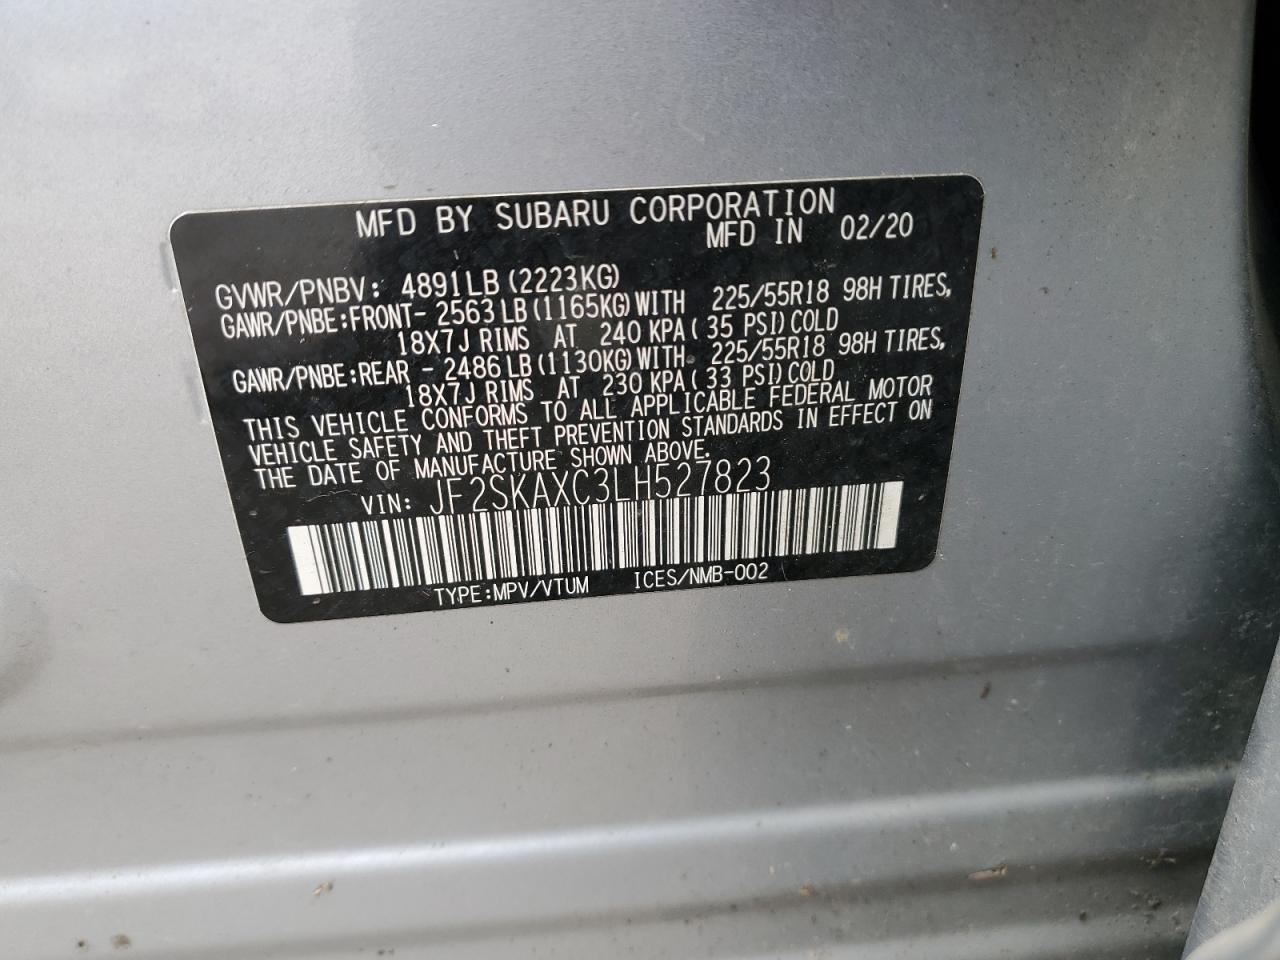 MFD BY SUBARU CORPORATION
MFD IN 02/20
GVWR/PNBV: 4891LB (2223KG)
GAWR/PNBE:FRONT- 2563 LB (1165KG) WITH 225/55R18 98H TIRES,
18X7J RIMS AT 240 KPA ( 35 PSI) COLD
GAWR/PNBE:REAR - 2486 LB (1130KG) WITH 225/55R18 98H TIRES,
18X7J RIMS AT 230 KPA ( 33 PSI) COLD
THIS VEHICLE CONFORMS TO ALL APPLICABLE FEDERAL MOTOR
VEHICLE SAFETY AND THEFT PREVENTION STANDARDS IN EFFECT ON
THE DATE OF MANUFACTURE SHOWN ABOVE.
VIN: JF2SKAXC3LH527823
TYPE:MPV/VTUM ICES/NMB-002